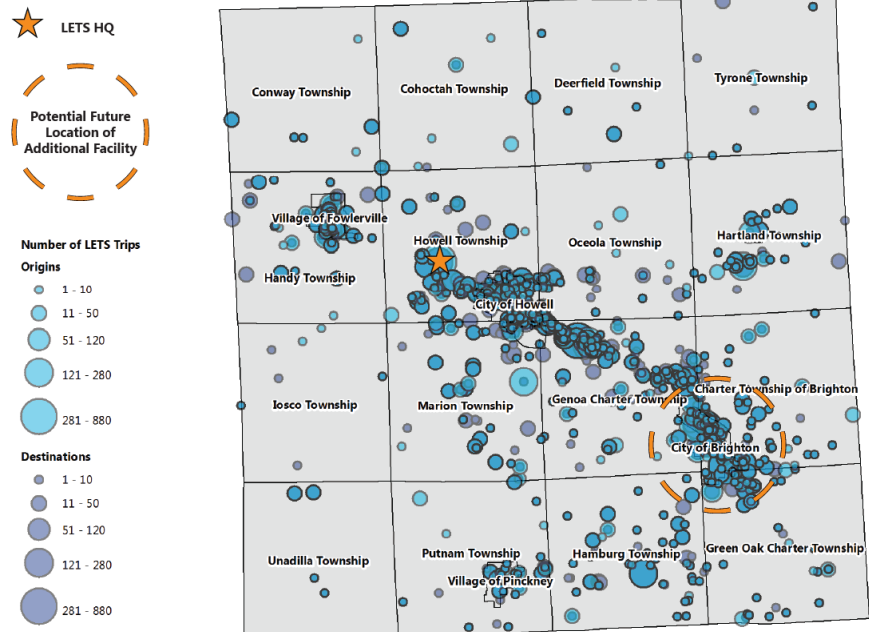 LETS HQ
Potential Future
Location of
Additional Facility
Number of LETS Trips
Origins
1 - 10
11 - 50
51 - 120
121 - 280
281 - 880
Destinations
1 - 10
11 - 50
51 - 120
121 - 280
281 - 880
Conway Township
Cohoctah Township
Deerfield Township
Tyrone Township
Village of Fowlerville
Howell Township
Oceola Township
Hartland Township
Handy Township
City of Howell
Iosco Township
Marion Township
Genoa Charter Township
Charter Township of Brighton
City of Brighton
Unadilla Township
Putnam Township
Village of Pinckney
Hamburg Township
Green Oak Charter Township